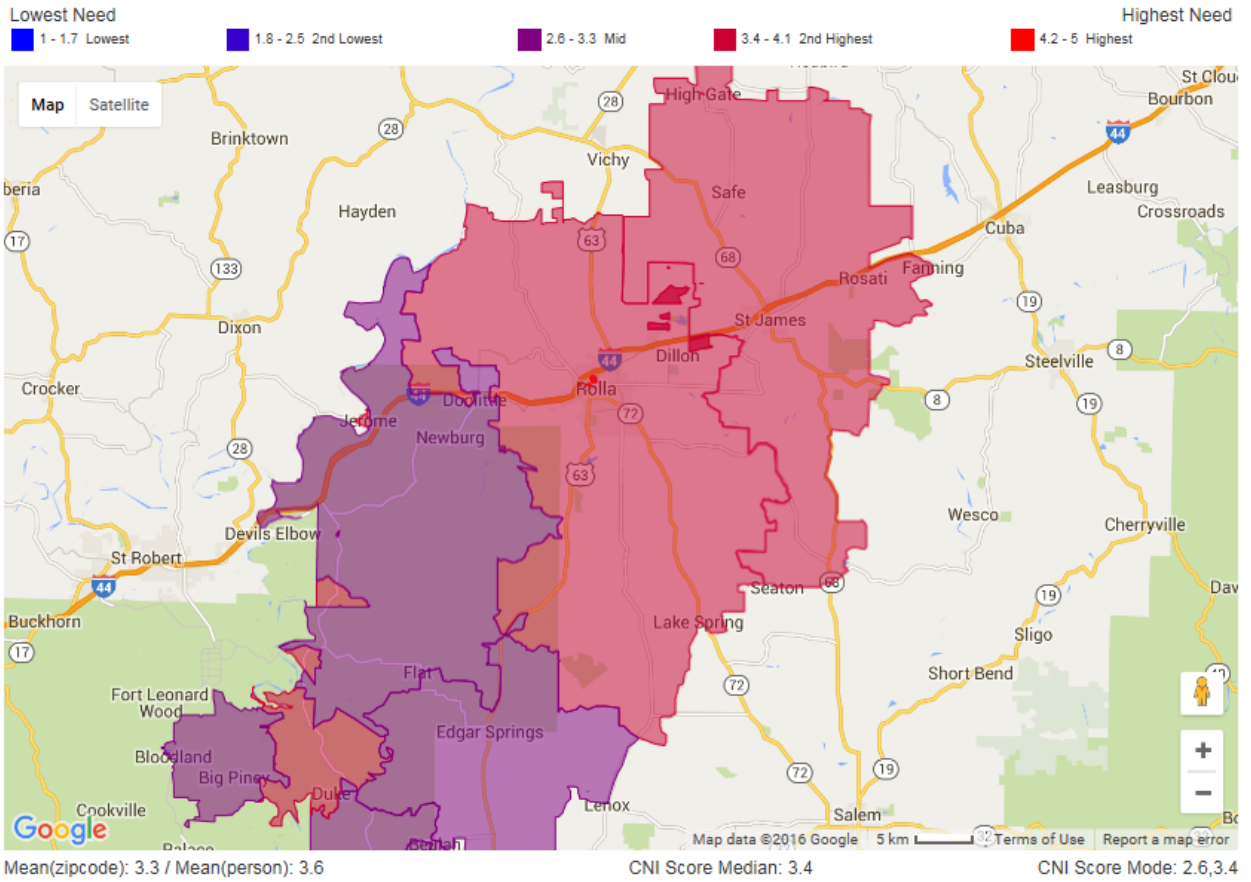 Lowest Need
Highest Need
1 - 1.7 Lowest
1.8 - 2.5 2nd Lowest
2.6 - 3.3 Mid
3.4 - 4.1 2nd Highest
4.2 - 5 Highest
Map
Satellite
High Gate
St Clou
Bourbon
28
44
28
Brinktown
Vichy
beria
Safe
Leasburg
Hayden
Crossroads
17
63
Cuba
68
133
Rosati
Fanning
19
Dixon
St James
44
Dillon
Steelville
8
Crocker
44
Rolla
8
Doolittle
19
Jerome
72
Newburg
28
63
Wesco
Cherryville
Devils Elbow
St Robert
44
68
Seaton
Dav
19
Buckhorn
Lake Spring
Sligo
17
Flat
Short Bend
72
Fort Leonard
Wood
Edgar Springs
Bloodland
Big Piney
72
19
Duke
Cookville
Lenox
Salem
Google
Map data ©2016 Google
5 km
32
Terms of Use
Report a map error
Beulah
Mean(zipcode): 3.3 / Mean(person): 3.6
CNI Score Median: 3.4
CNI Score Mode: 2.6,3.4